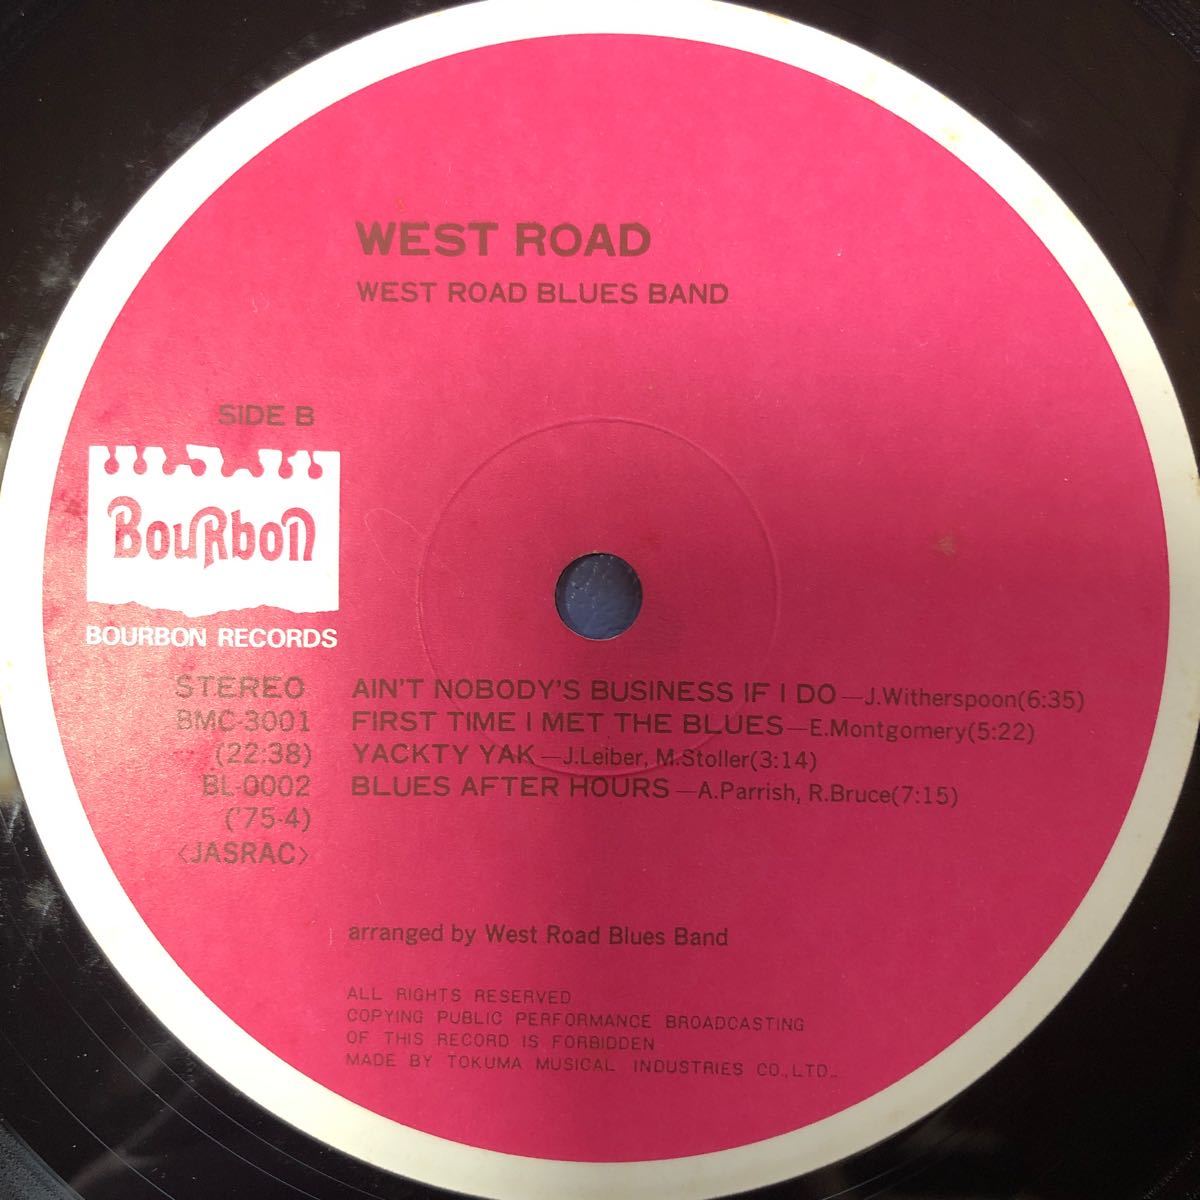 WEST ROAD
WEST ROAD BLUES BAND
SIDE B
BouRbon
BOURBON RECORDS
STEREO
BMC-3001
(22:38)
BL-0002
('75-4)
<JASRAC>
AIN'T NOBODY'S BUSINESS IF I DO—J.Witherspoon(6:35)
FIRST TIME I MET THE BLUES—E.Montgomery(5:22)
YACKTY YAK—J.Leiber, M.Stoller(3:14)
BLUES AFTER HOURS—A.Parrish, R.Bruce(7:15)
arranged by West Road Blues Band
ALL RIGHTS RESERVED
COPYING PUBLIC PERFORMANCE BROADCASTING
OF THIS RECORD IS FORBIDDEN
MADE BY TOKUMA MUSICAL INDUSTRIES CO.,LTD.